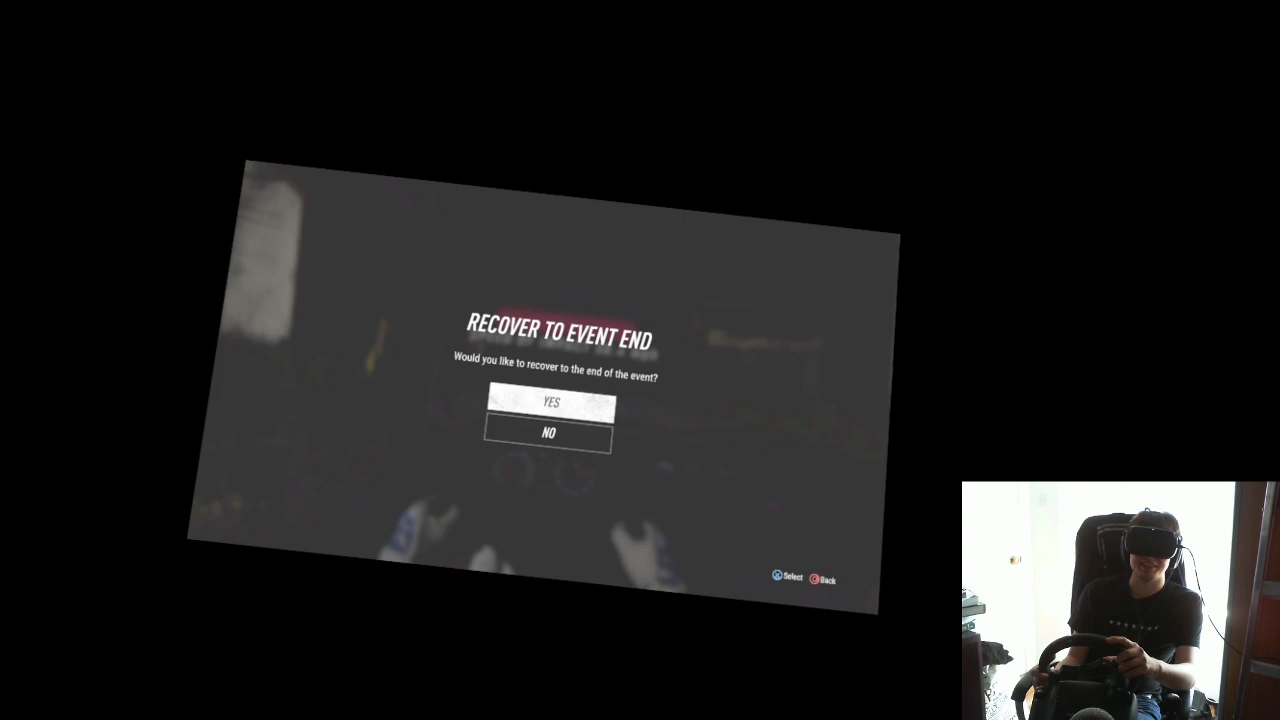 RECOVER TO EVENT END
Would you like to recover to the end of the event?
YES
NO
Select Back